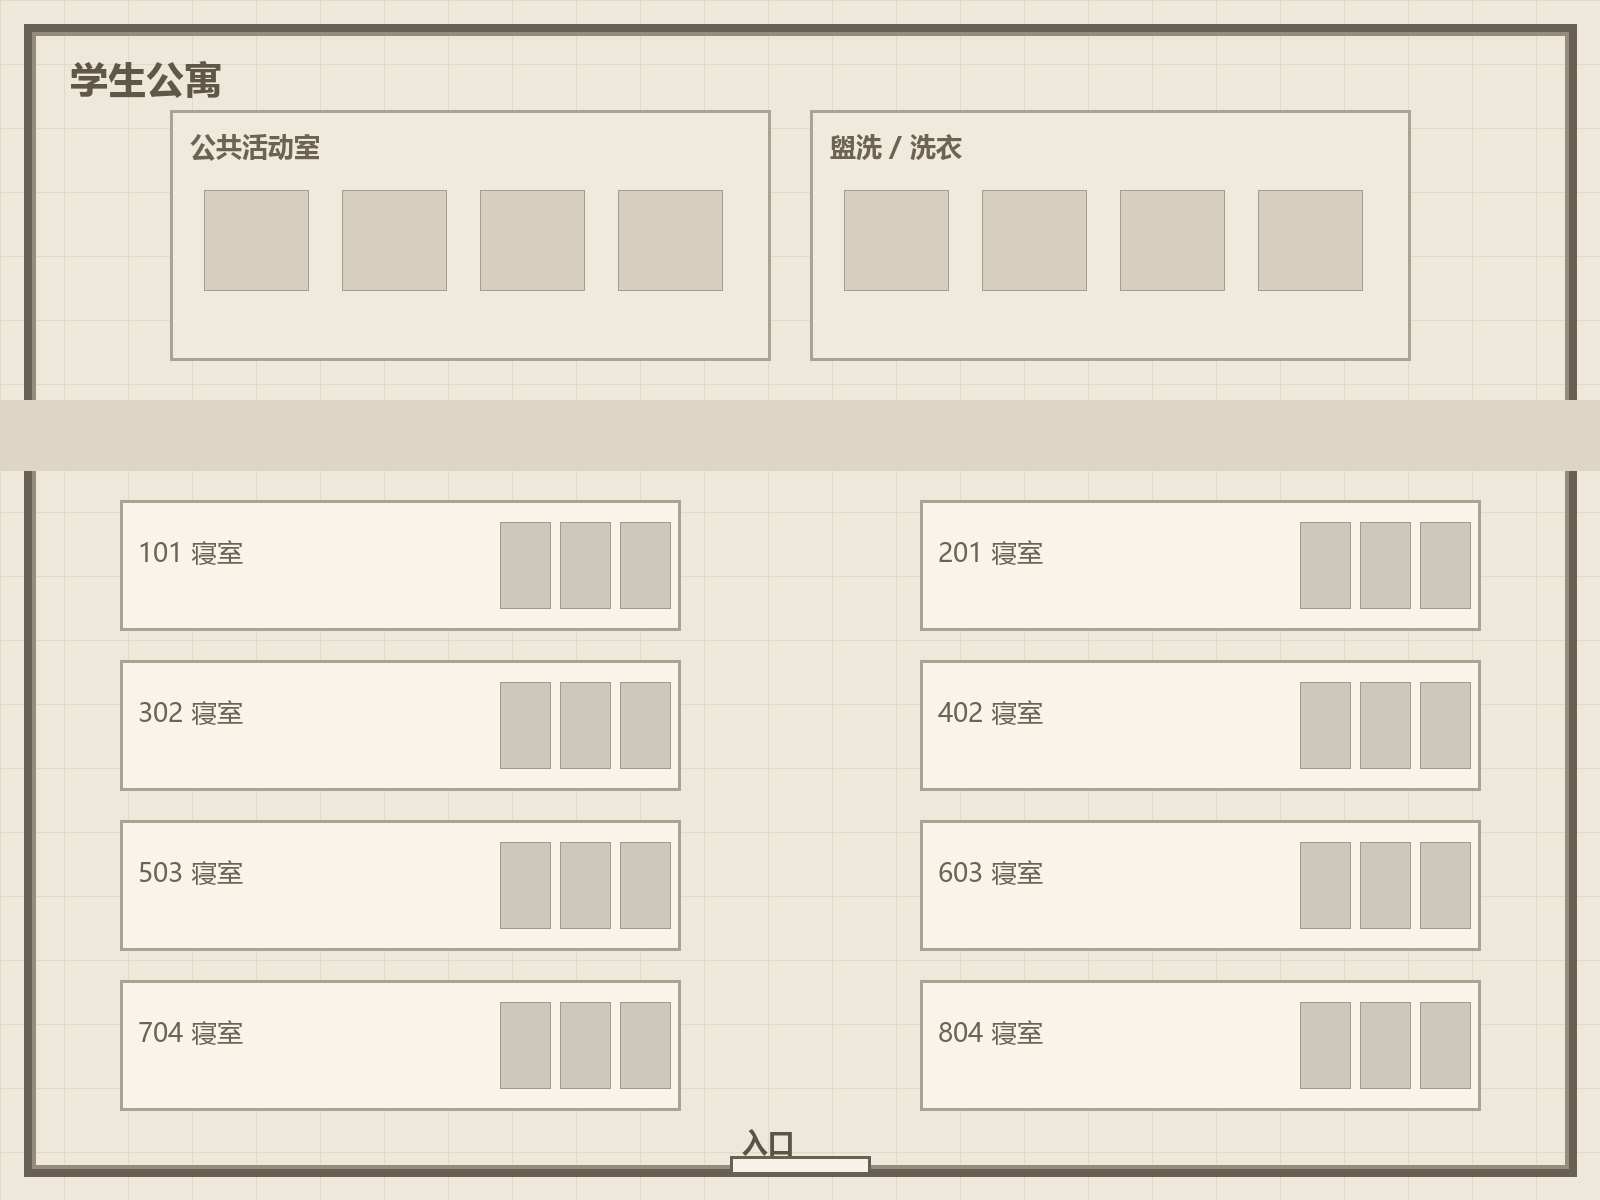 学生公寓
公共活动室
盥洗 / 洗衣
101 寝室
201 寝室
302 寝室
402 寝室
503 寝室
603 寝室
704 寝室
804 寝室
入口